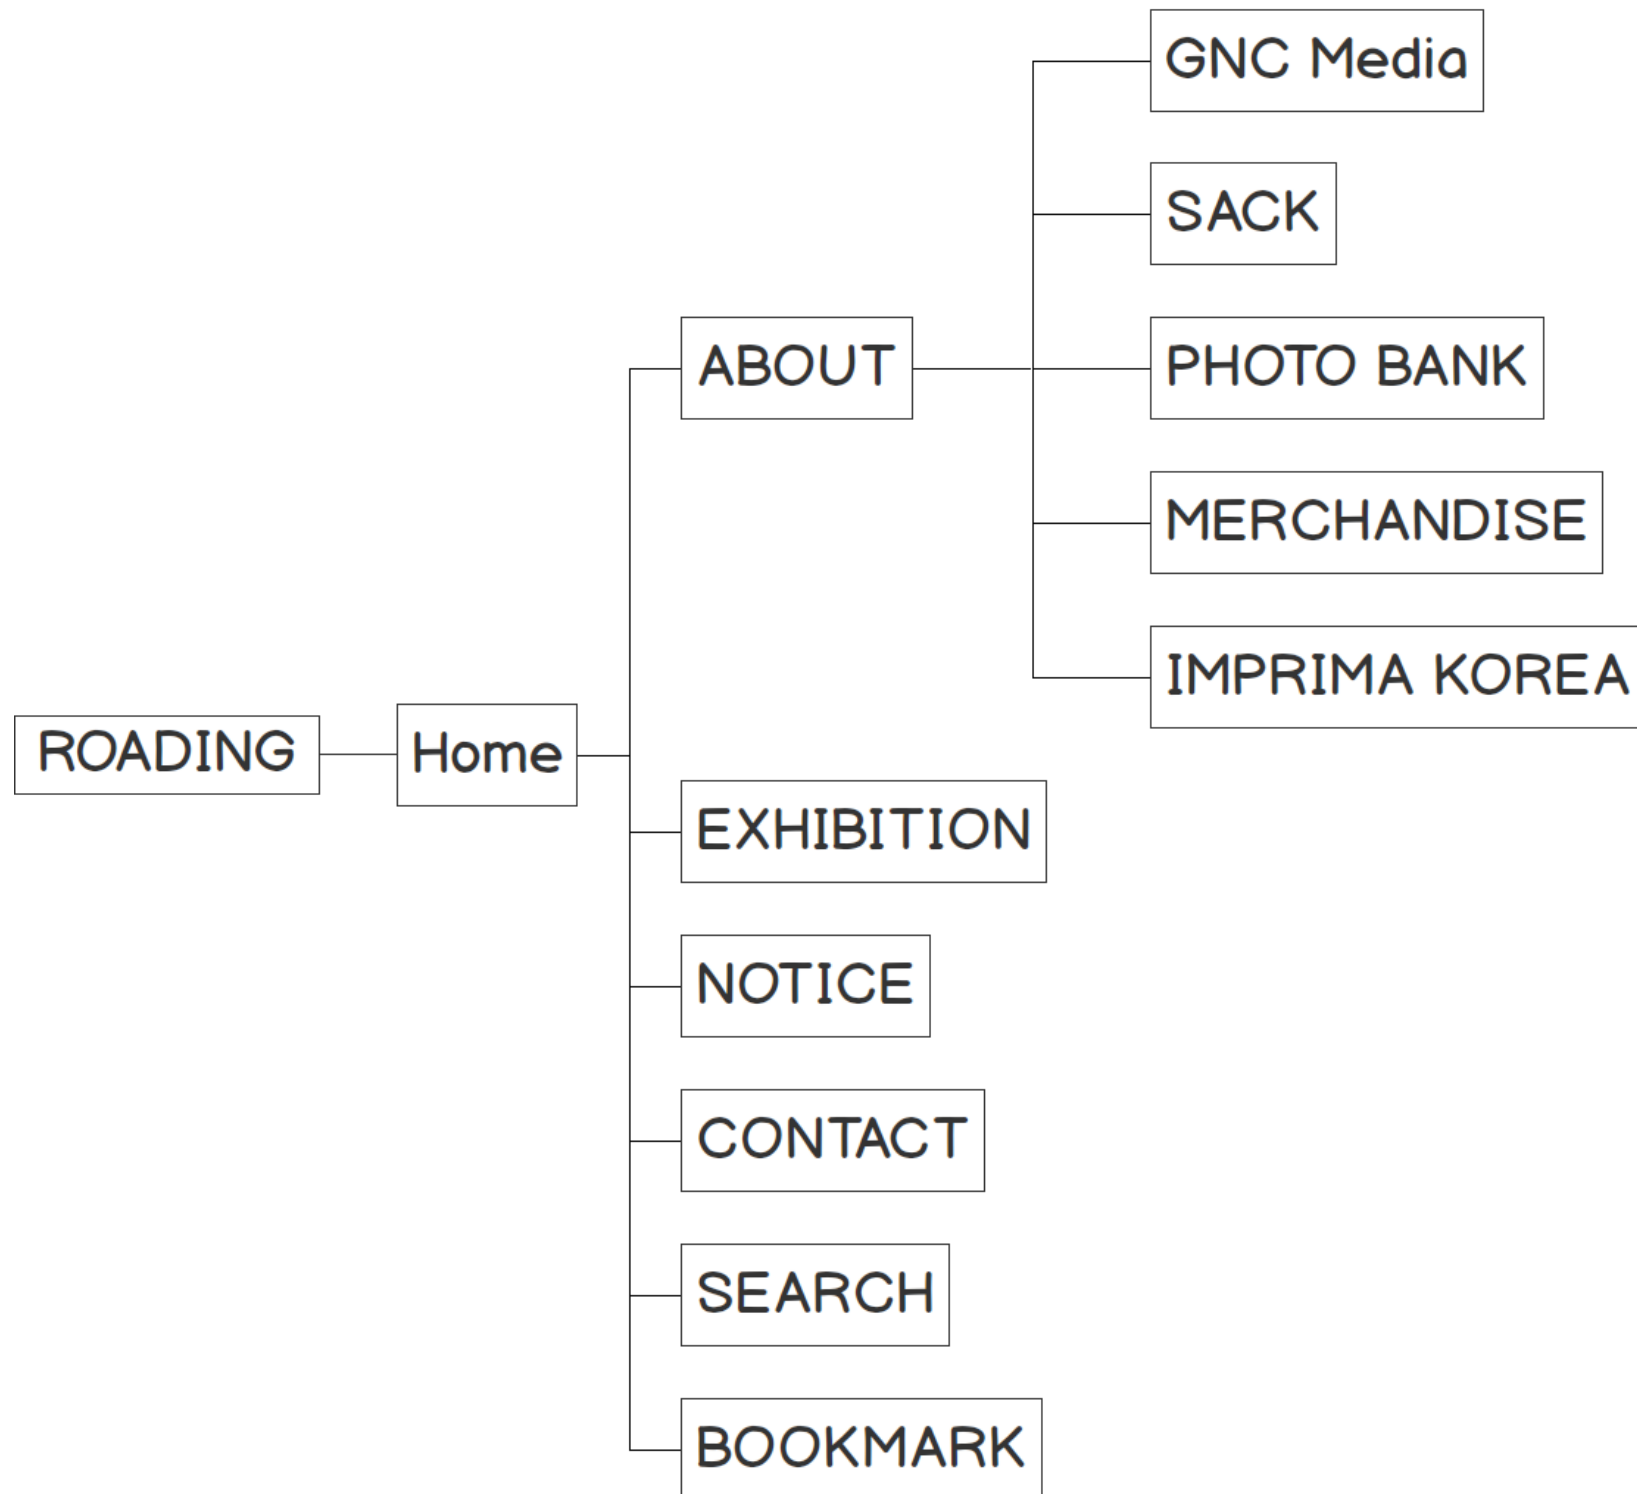 ROADING
Home
ABOUT
GNC Media
SACK
PHOTO BANK
MERCHANDISE
IMPRIMA KOREA
EXHIBITION
NOTICE
CONTACT
SEARCH
BOOKMARK